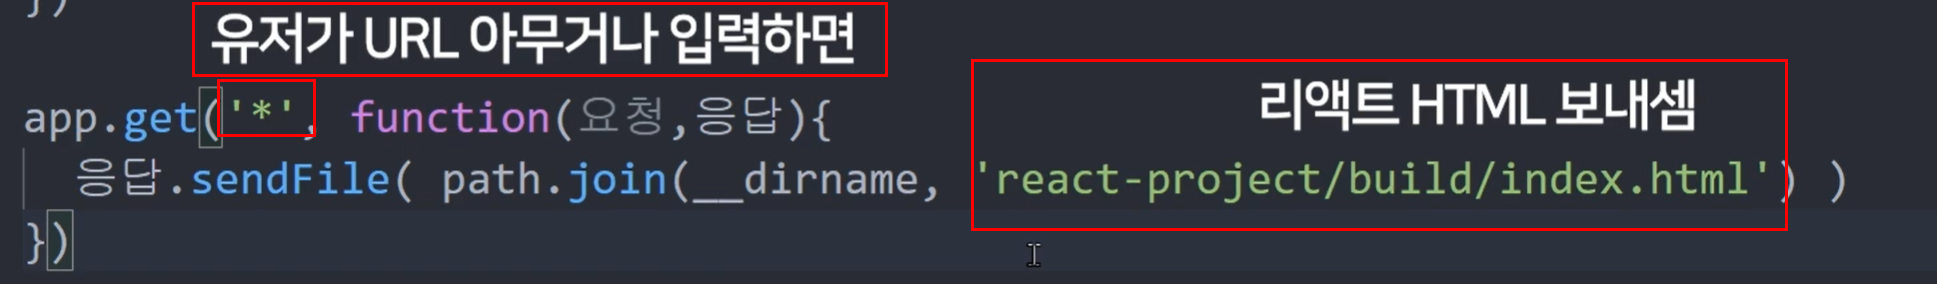 })
유저가 URL 아무거나 입력하면
app.get('*', function(요청,응답){
리액트 HTML 보내셈
응답.sendFile( path.join(__dirname, 'react-project/build/index.html') )
})